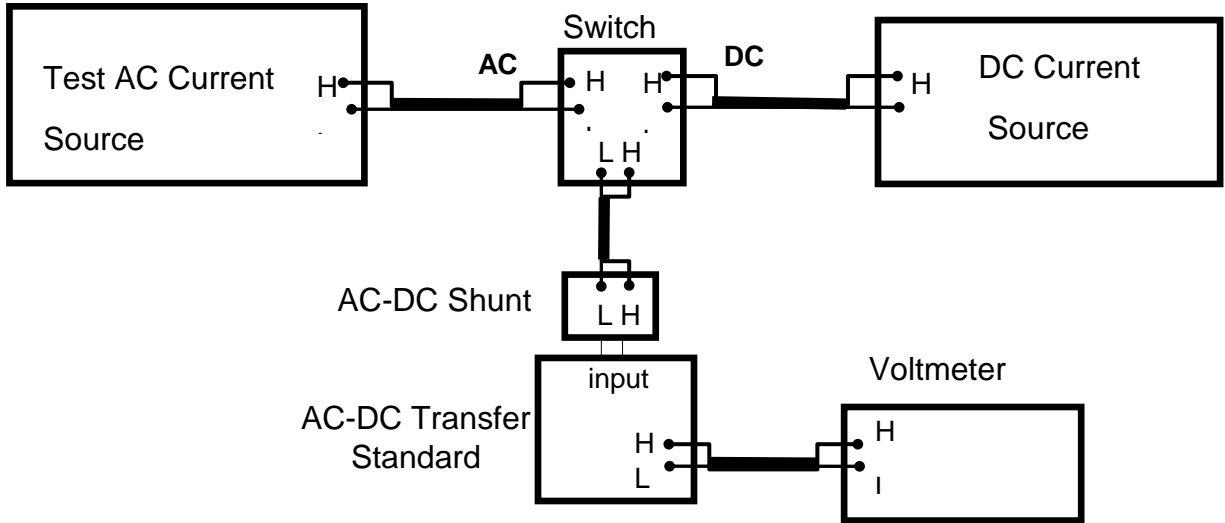 Switch
Test AC Current
Source
H
AC
H
H
DC
H
DC Current
Source
L H
AC-DC Shunt
L H
input
AC-DC Transfer
Standard
H
L
Voltmeter
H